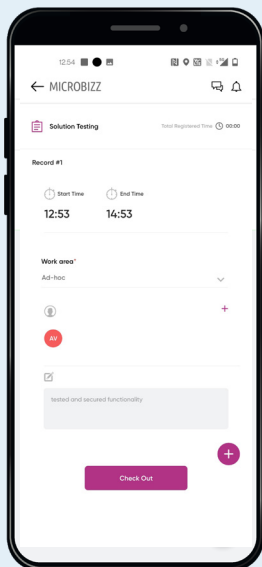 12:54
MICROBIZZ
Solution Testing
Total Registered Time 00:00
Record #1
Start Time
End Time
12:53
14:53
Work area*
Ad-hoc
+
AV
tested and secured functionality
+
Check Out